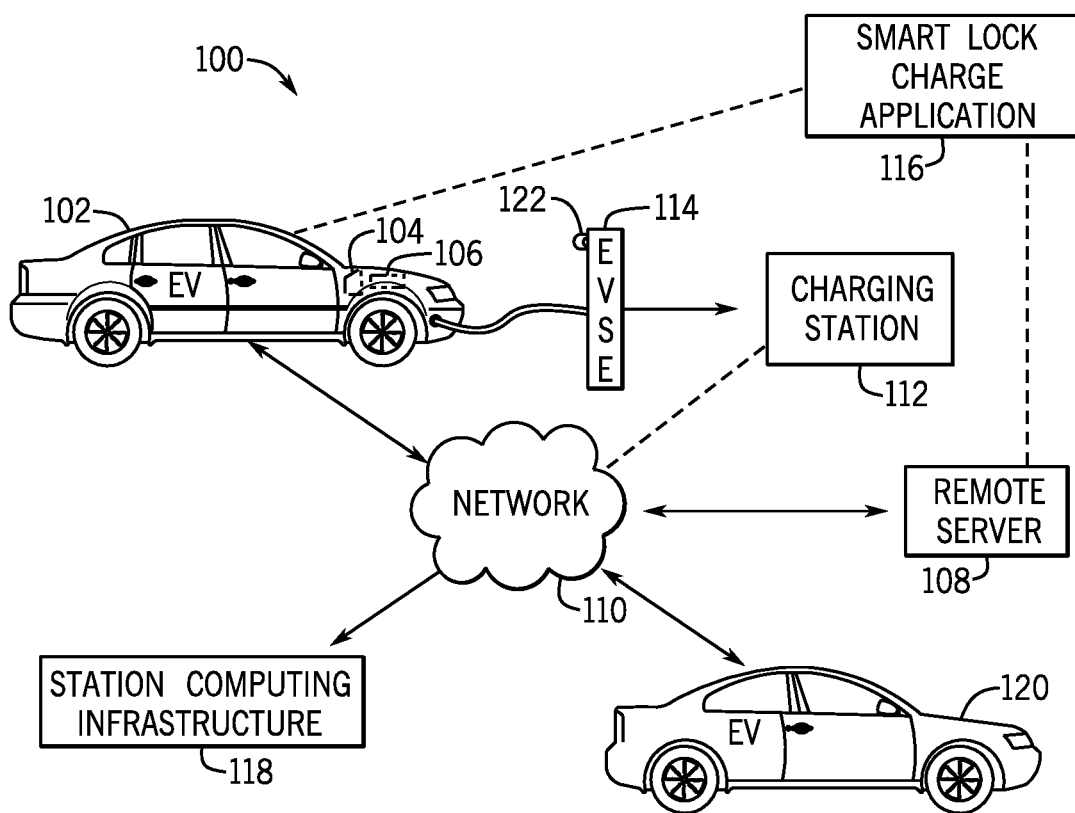 100
SMART LOCK
CHARGE
APPLICATION
116
102
104
106
EV
122
114
E
V
S
E
CHARGING
STATION
112
NETWORK
110
REMOTE
SERVER
108
STATION COMPUTING
INFRASTRUCTURE
118
EV
120